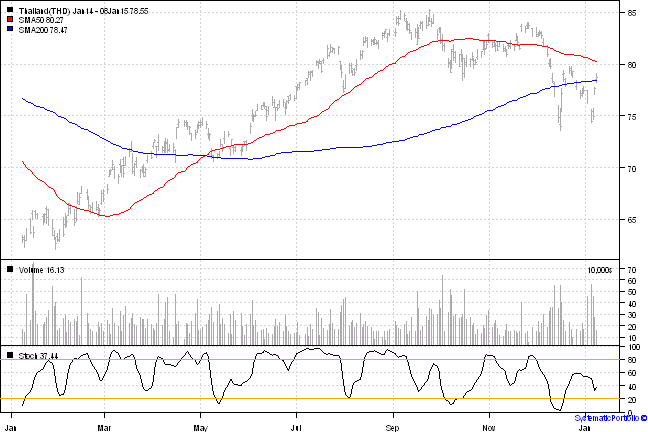 Thailand(THD) Jan14 - 08Jan15 78.55
SMA50 80.27
SMA200 78.47
85
80
75
70
65
Volume 16.13
10,000s
70
60
50
40
30
20
10
Stoch 37.44
100
80
60
40
20
0
Jan Mar May Jul Sep Nov Jan
SystematicPortfolio ©